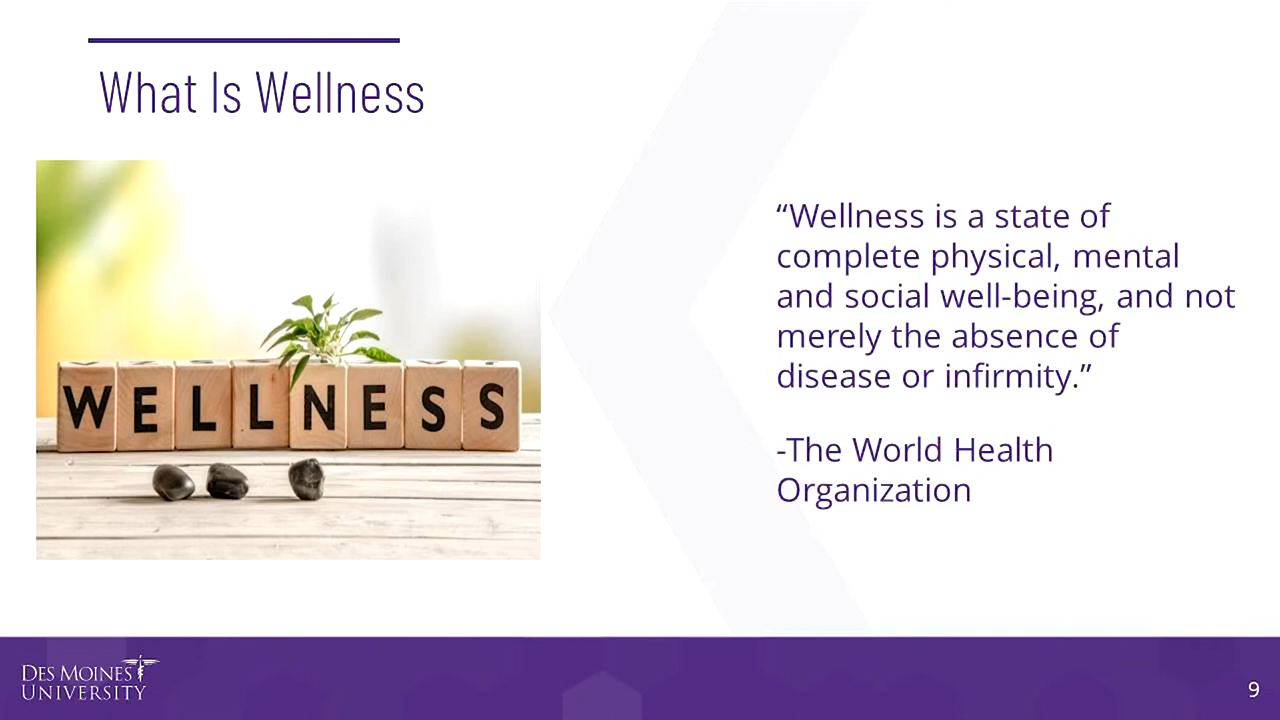 What Is Wellness
WELLNESS
“Wellness is a state of
complete physical, mental
and social well-being, and not
merely the absence of
disease or infirmity.”
-The World Health
Organization
DES MOINES
UNIVERSITY
9